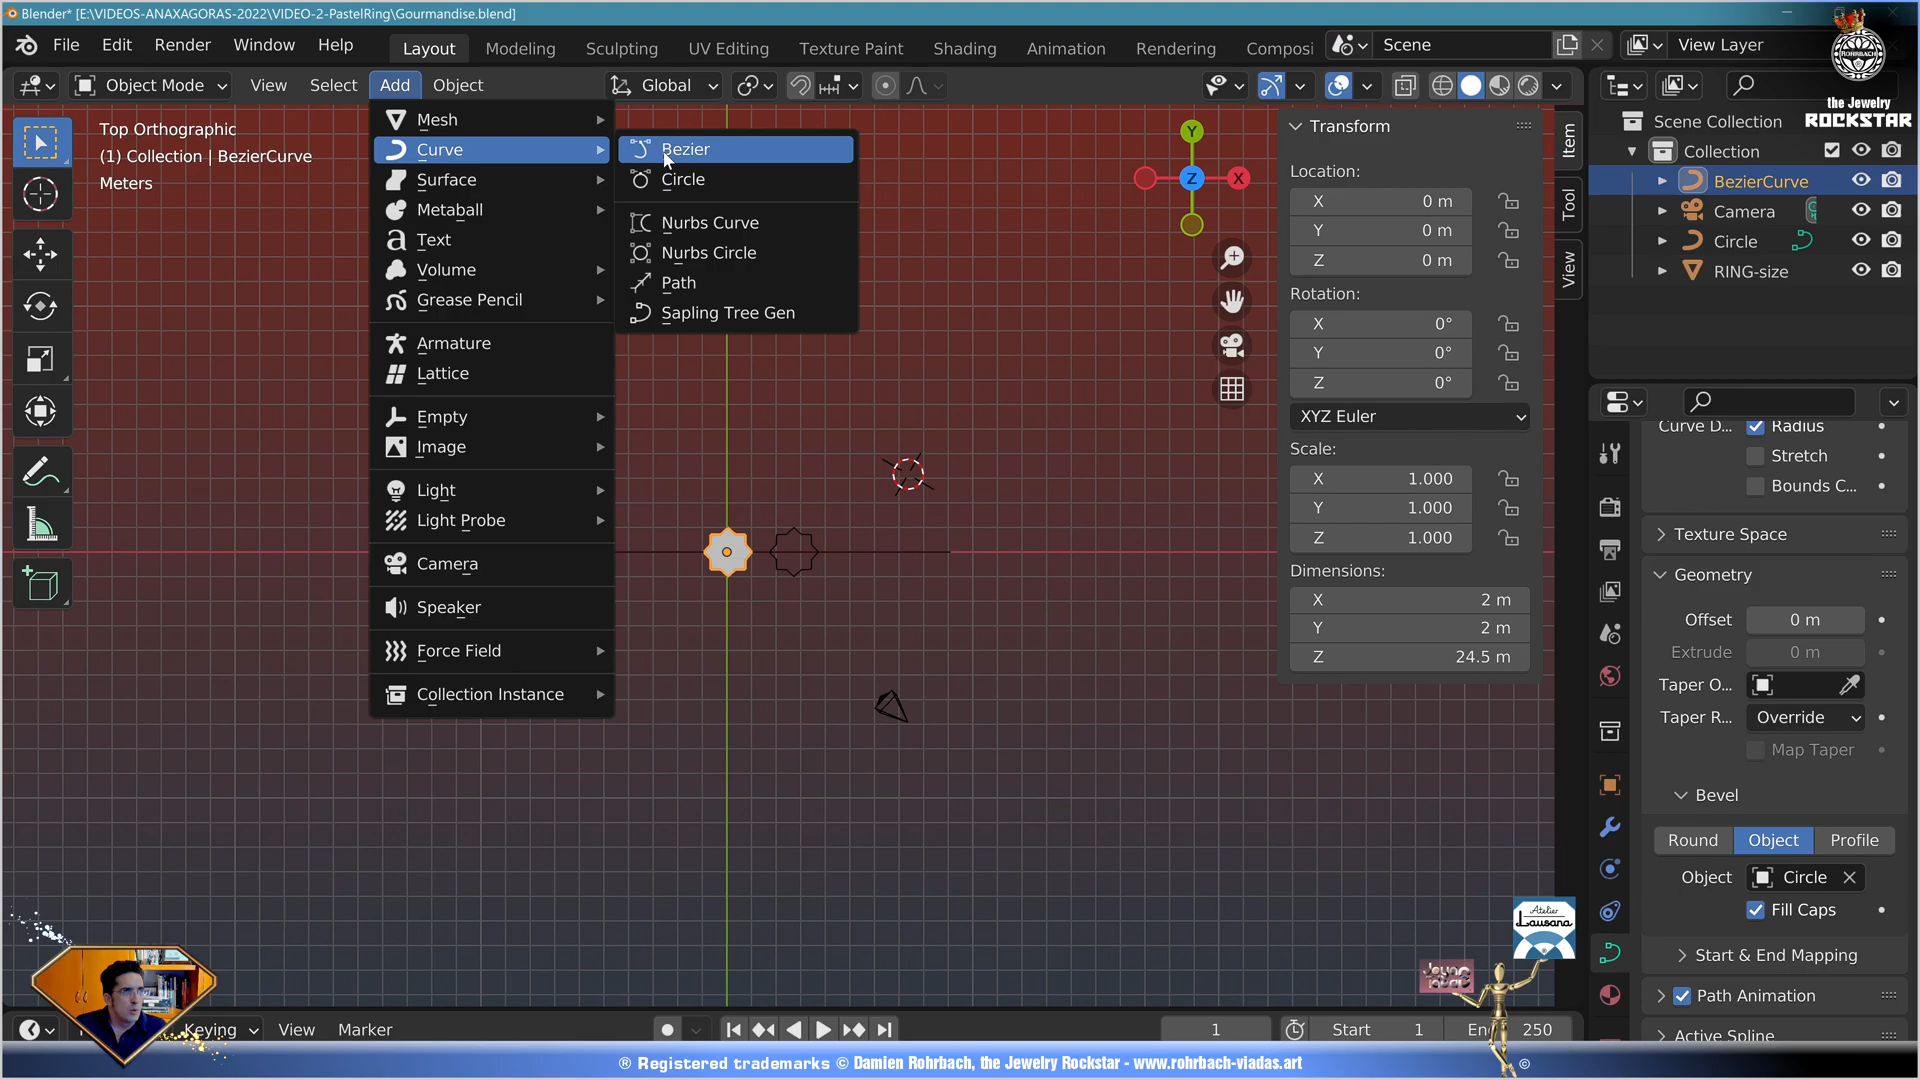 Blender* [E:\VIDEOS-ANAXAGORAS-2022\VIDEO-2-PastelRing\Gourmandise.blend]
File Edit Render Window Help
Layout Modeling Sculpting UV Editing Texture Paint Shading Animation Rendering Composi
Scene
View Layer
ROHRBACH
the Jewelry
ROCKSTAR
Object Mode View Select Add Object
Global
Top Orthographic
(1) Collection | BezierCurve
Meters
Mesh
Curve
Surface
Metaball
Text
Volume
Grease Pencil
Armature
Lattice
Empty
Image
Light
Light Probe
Camera
Speaker
Force Field
Collection Instance
Bezier
Circle
Nurbs Curve
Nurbs Circle
Path
Sapling Tree Gen
Y
Z
X
Transform
Location:
X 0 m
Y 0 m
Z 0 m
Rotation:
X 0°
Y 0°
Z 0°
XYZ Euler
Scale:
X 1.000
Y 1.000
Z 1.000
Dimensions:
X 2 m
Y 2 m
Z 24.5 m
Item
Tool
View
Scene Collection
Collection
BezierCurve
Camera
Circle
RING-size
Curve D... Radius
Stretch
Bounds C...
Texture Space
Geometry
Offset 0 m
Extrude 0 m
Taper O...
Taper R... Override
Map Taper
Bevel
Round Object Profile
Object Circle
Fill Caps
Start & End Mapping
Path Animation
Active Spline
Atelier
Lausana
Keying View Marker
1
Start 1
En 250
® Registered trademarks © Damien Rohrbach, the Jewelry Rockstar - www.rohrbach-viadas.art
©